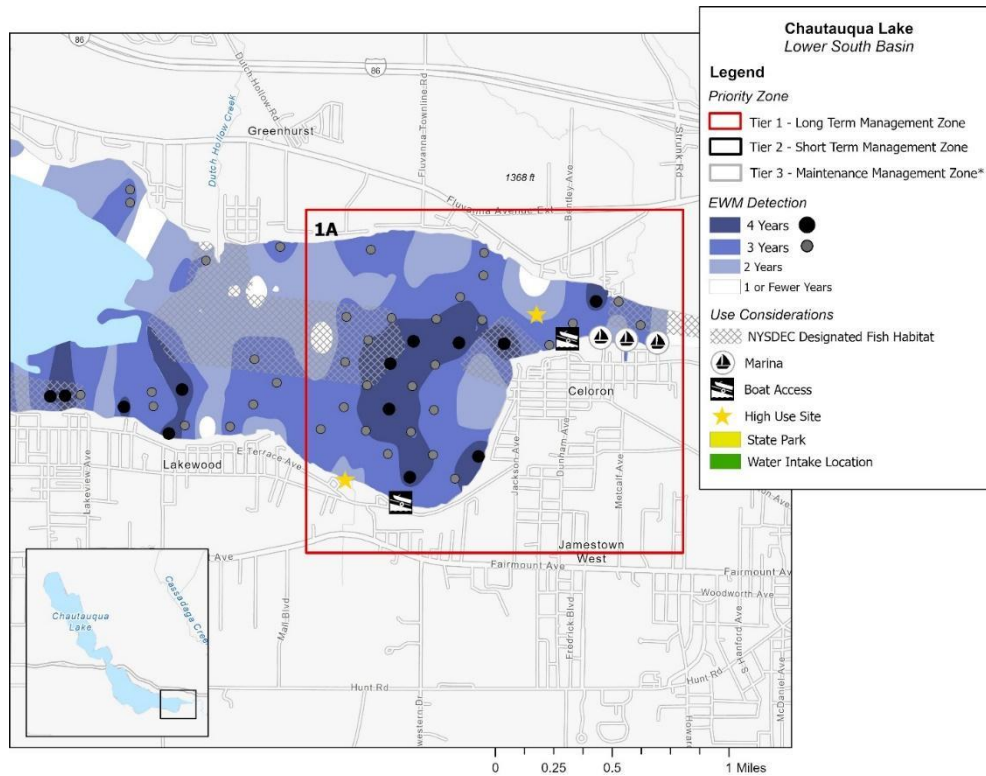 Chautauqua Lake
Lower South Basin
Legend
Priority Zone
Tier 1 - Long Term Management Zone
Tier 2 - Short Term Management Zone
Tier 3 - Maintenance Management Zone*
EWM Detection
4 Years
3 Years
2 Years
1 or Fewer Years
Use Considerations
NYSDEC Designated Fish Habitat
Marina
Boat Access
High Use Site
State Park
Water Intake Location
86
86
Dutch Hollow Rd
Dutch Hollow Creek
Greenhurst
Fluvanna Townline Rd
Strunk Rd
1368 ft
Bentley Ave
Fluvanna Avenue Ext
1A
Celoron
Lakewood
E Terrace Ave
Lakeview Ave
Jackson Ave
Dunham Ave
Metcalf Ave
Jamestown
West
Fairmount Ave
Fairmount Ave
Woodworth Ave
Mall Blvd
Fredrick Blvd
S Hanford Ave
McDaniel Ave
Hunt Rd
Hunt Rd
western Dr
Howa
Chautauqua
Lake
Cassadaga Cree
0 0.25 0.5 1 Miles